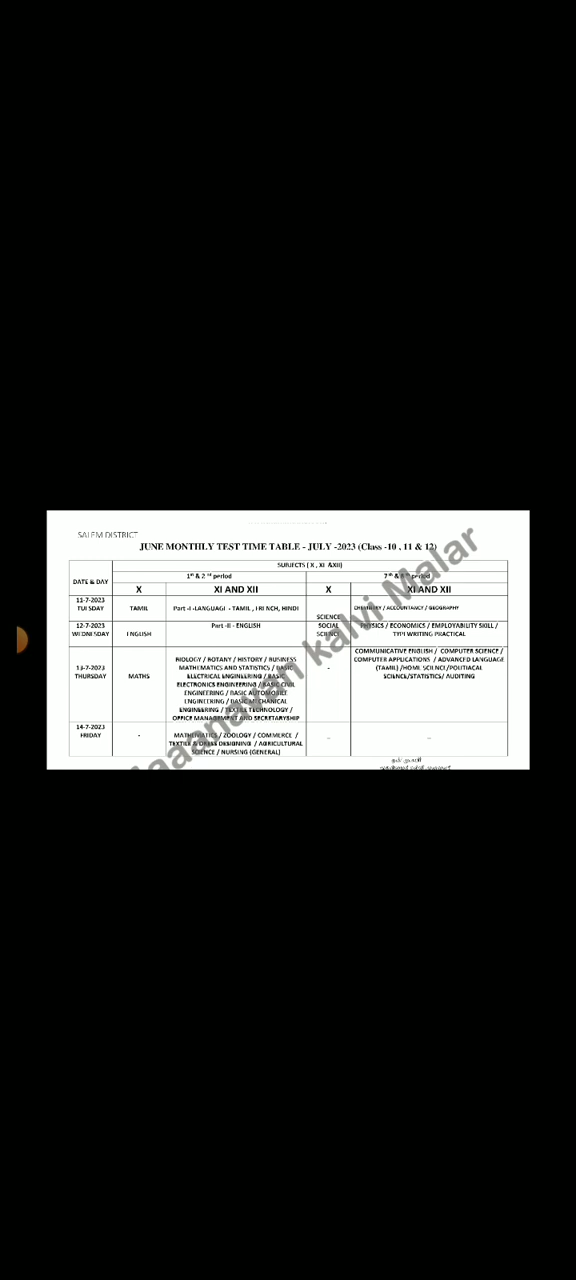 SALEM DISTRICT
JUNE MONTHLY TEST TIME TABLE - JULY -2023 (Class -10 , 11 & 12)
DATE & DAY
SUBJECTS ( X , XI &XII)
1st & 2nd period
7th & 8th period
X
XI AND XII
X
XI AND XII
11-7-2023
TUESDAY
TAMIL
Part -I -LANGUAGE - TAMIL , FRENCH, HINDI
SCIENCE
CHEMISTRY / ACCOUNTANCY / GEOGRAPHY
12-7-2023
WEDNESDAY
ENGLISH
Part -II - ENGLISH
SOCIAL
SCIENCE
PHYSICS / ECONOMICS / EMPLOYABILITY SKILL /
TYPE WRITING PRACTICAL
13-7-2023
THURSDAY
MATHS
BIOLOGY / BOTANY / HISTORY / BUSINESS
MATHEMATICS AND STATISTICS / BASIC
ELECTRICAL ENGINEERING / BASIC
ELECTRONICS ENGINEERING / BASIC CIVIL
ENGINEERING / BASIC AUTOMOBILE
ENGINEERING / BASIC MECHANICAL
ENGINEERING / TEXTILE TECHNOLOGY /
OFFICE MANAGEMENT AND SECRETARYSHIP
-
COMMUNICATIVE ENGLISH / COMPUTER SCIENCE /
COMPUTER APPLICATIONS / ADVANCED LANGUAGE
(TAMIL) /HOME SCIENCE/POLITIACAL
SCIENCE/STATISTICS/ AUDITING
14-7-2023
FRIDAY
-
MATHEMATICS / ZOOLOGY / COMMERCE /
TEXTILE & DRESS DESIGNING / AGRICULTURAL
SCIENCE / NURSING (GENERAL)
–
–
kalvi Malar